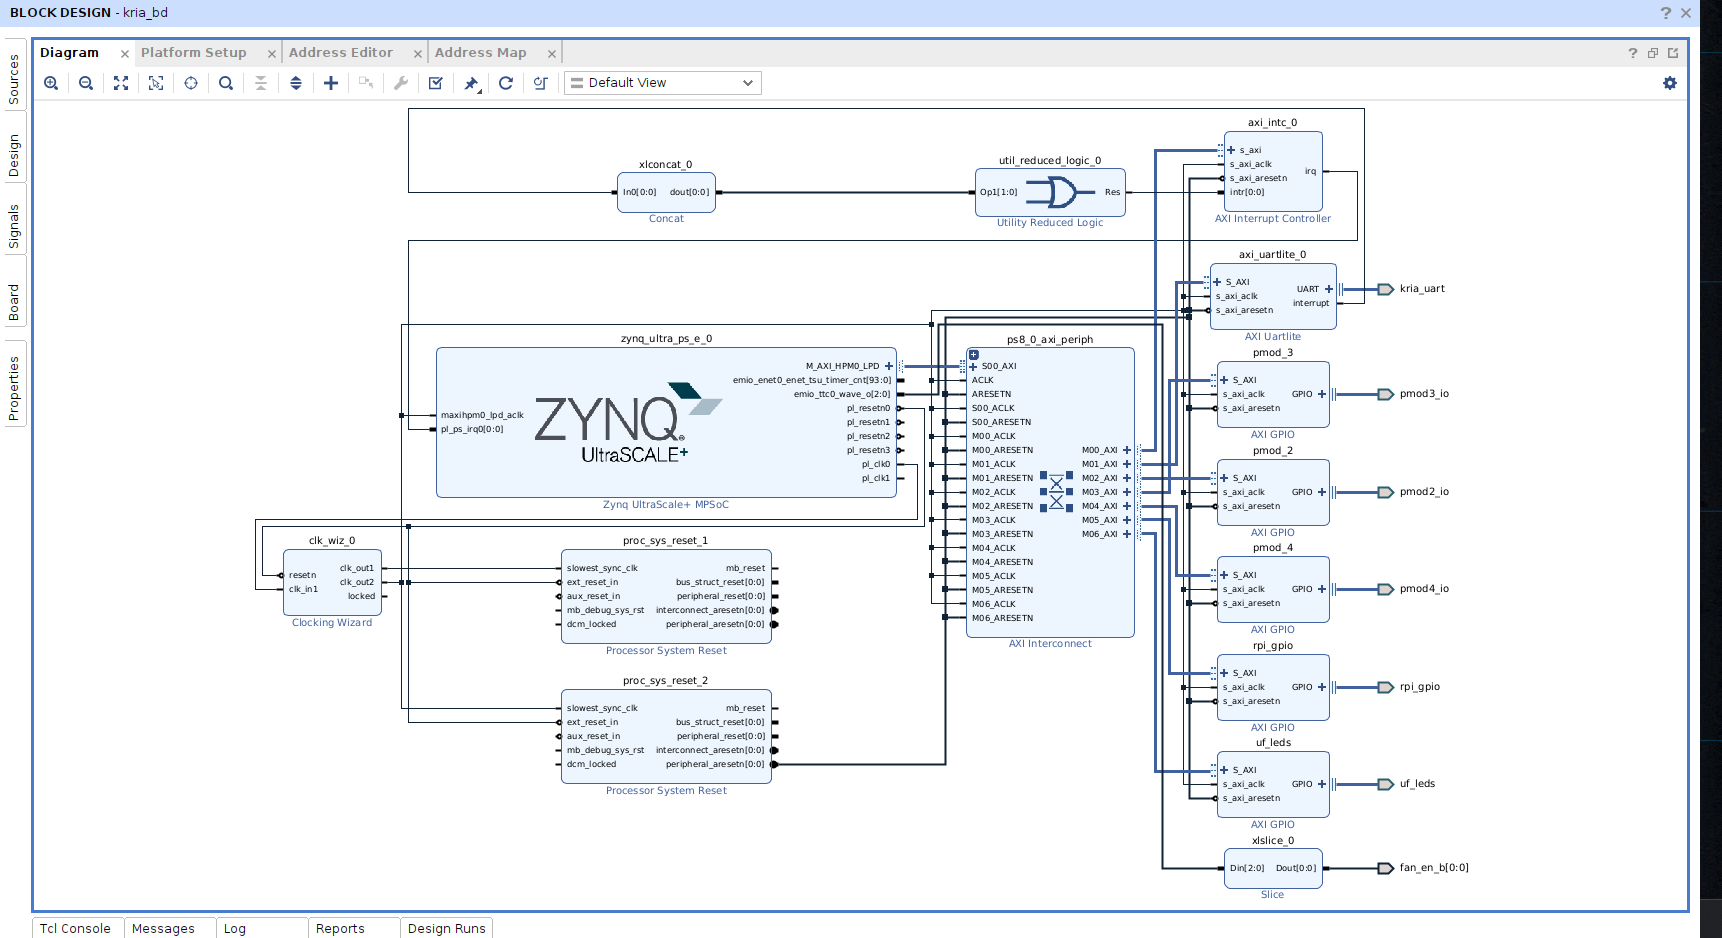 BLOCK DESIGN - kria_bd
Diagram
Platform Setup
Address Editor
Address Map
Default View
Sources
Design
Signals
Board
Properties
xlconcat_0
In0[0:0]
dout[0:0]
Concat
util_reduced_logic_0
Op1[1:0]
Res
Utility Reduced Logic
axi_intc_0
s_axi
s_axi_aclk
s_axi_aresetn
intr[0:0]
irq
AXI Interrupt Controller
axi_uartlite_0
S_AXI
s_axi_aclk
s_axi_aresetn
UART
interrupt
AXI Uartlite
kria_uart
zynq_ultra_ps_e_0
maxihpm0_lpd_aclk
pl_ps_irq0[0:0]
ZYNQ
UltraSCALE+
M_AXI_HPM0_LPD
emio_enet0_enet_tsu_timer_cnt[93:0]
emio_ttc0_wave_o[2:0]
pl_resetn0
pl_resetn1
pl_resetn2
pl_resetn3
pl_clk0
pl_clk1
Zynq UltraScale+ MPSoC
ps8_0_axi_periph
S00_AXI
ACLK
ARESETN
S00_ACLK
S00_ARESETN
M00_ACLK
M00_ARESETN
M01_ACLK
M01_ARESETN
M02_ACLK
M02_ARESETN
M03_ACLK
M03_ARESETN
M04_ACLK
M04_ARESETN
M05_ACLK
M05_ARESETN
M06_ACLK
M06_ARESETN
M00_AXI
M01_AXI
M02_AXI
M03_AXI
M04_AXI
M05_AXI
M06_AXI
AXI Interconnect
pmod_3
S_AXI
s_axi_aclk
s_axi_aresetn
GPIO
AXI GPIO
pmod3_io
pmod_2
S_AXI
s_axi_aclk
s_axi_aresetn
GPIO
AXI GPIO
pmod2_io
pmod_4
S_AXI
s_axi_aclk
s_axi_aresetn
GPIO
AXI GPIO
pmod4_io
rpi_gpio
S_AXI
s_axi_aclk
s_axi_aresetn
GPIO
AXI GPIO
rpi_gpio
uf_leds
S_AXI
s_axi_aclk
s_axi_aresetn
GPIO
AXI GPIO
uf_leds
xlslice_0
Din[2:0]
Dout[0:0]
Slice
fan_en_b[0:0]
clk_wiz_0
resetn
clk_in1
clk_out1
clk_out2
locked
Clocking Wizard
proc_sys_reset_1
slowest_sync_clk
ext_reset_in
aux_reset_in
mb_debug_sys_rst
dcm_locked
mb_reset
bus_struct_reset[0:0]
peripheral_reset[0:0]
interconnect_aresetn[0:0]
peripheral_aresetn[0:0]
Processor System Reset
proc_sys_reset_2
slowest_sync_clk
ext_reset_in
aux_reset_in
mb_debug_sys_rst
dcm_locked
mb_reset
bus_struct_reset[0:0]
peripheral_reset[0:0]
interconnect_aresetn[0:0]
peripheral_aresetn[0:0]
Processor System Reset
Tcl Console
Messages
Log
Reports
Design Runs